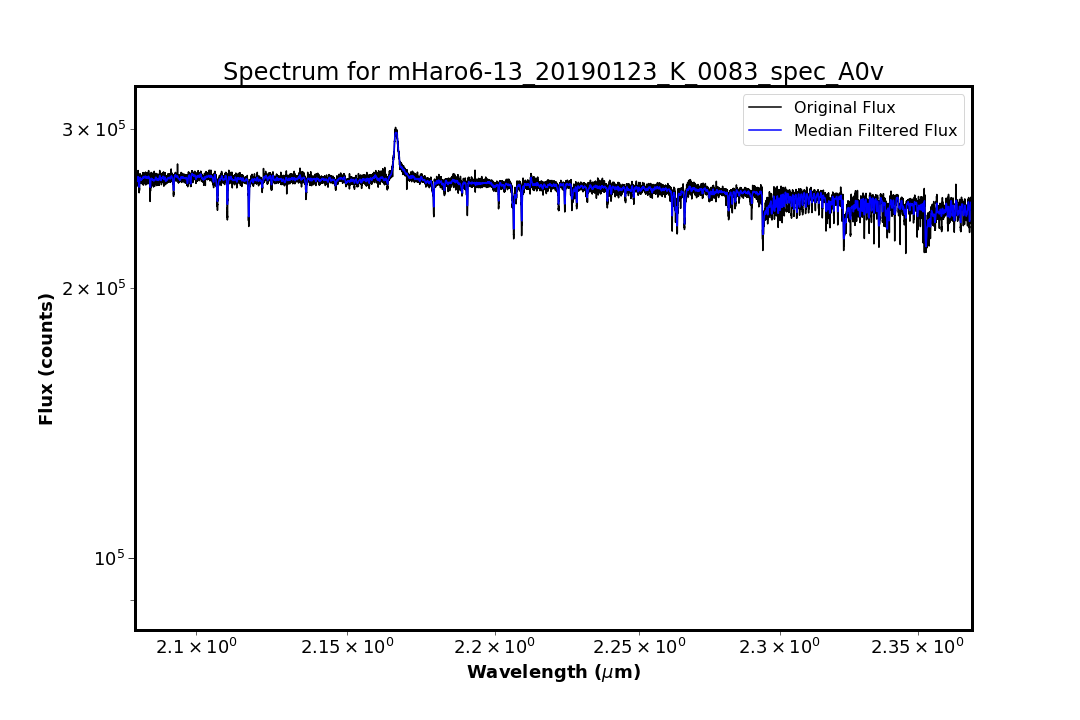 Spectrum for mHaro6-13_20190123_K_0083_spec_A0v
Original Flux
Median Filtered Flux
3 × 10⁵
2 × 10⁵
10⁵
Flux (counts)
2.1 × 10⁰ 2.15 × 10⁰ 2.2 × 10⁰ 2.25 × 10⁰ 2.3 × 10⁰ 2.35 × 10⁰
Wavelength (μm)